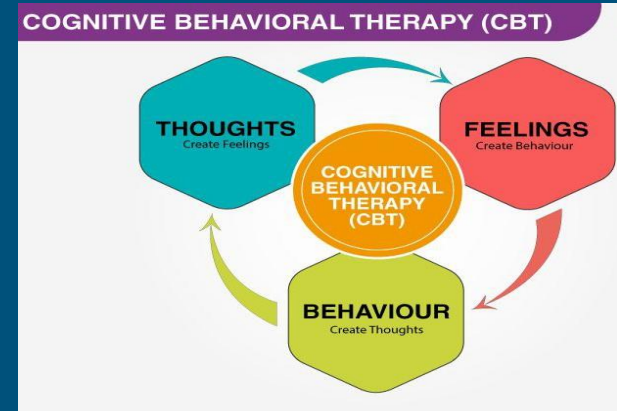 COGNITIVE BEHAVIORAL THERAPY (CBT)
THOUGHTS
Create Feelings
FEELINGS
Create Behaviour
COGNITIVE
BEHAVIORAL
THERAPY
(CBT)
BEHAVIOUR
Create Thoughts